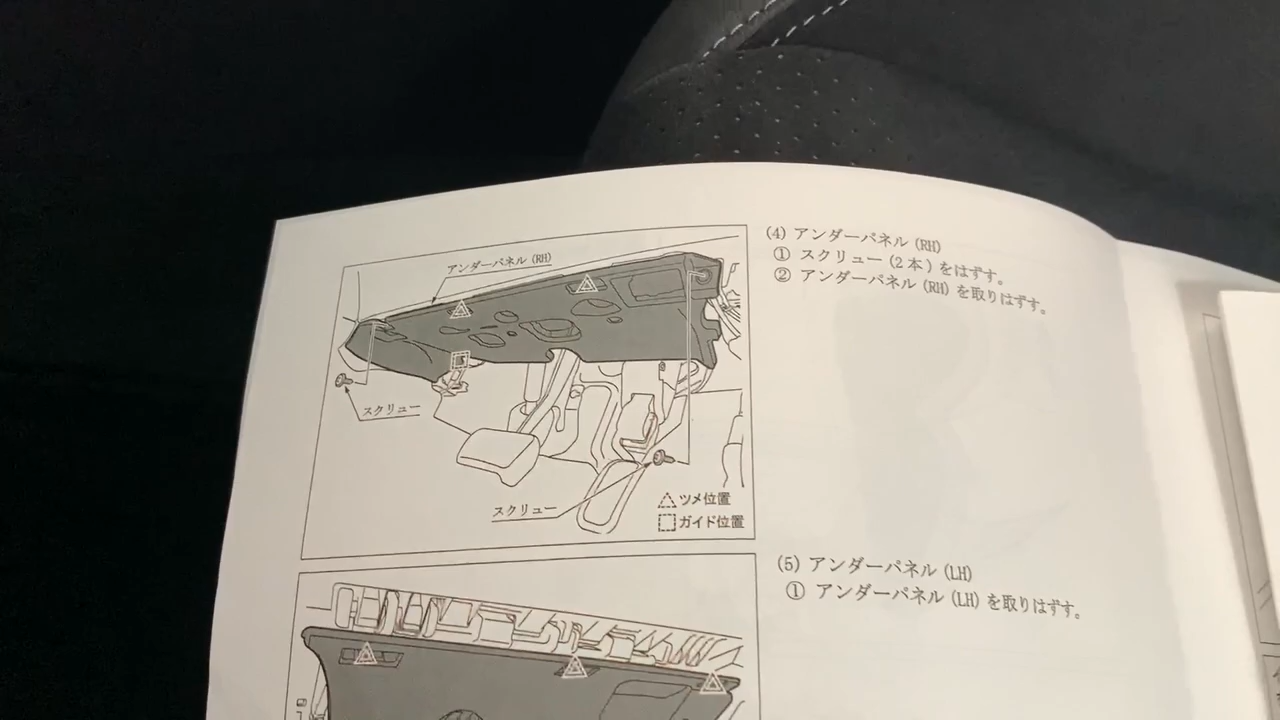 アンダーパネル (RH)
スクリュー
スクリュー
ツメ位置
ガイド位置
(4) アンダーパネル (RH)
① スクリュー (2本) をはずす。
② アンダーパネル (RH) を取りはずす。
(5) アンダーパネル (LH)
① アンダーパネル (LH) を取りはずす。